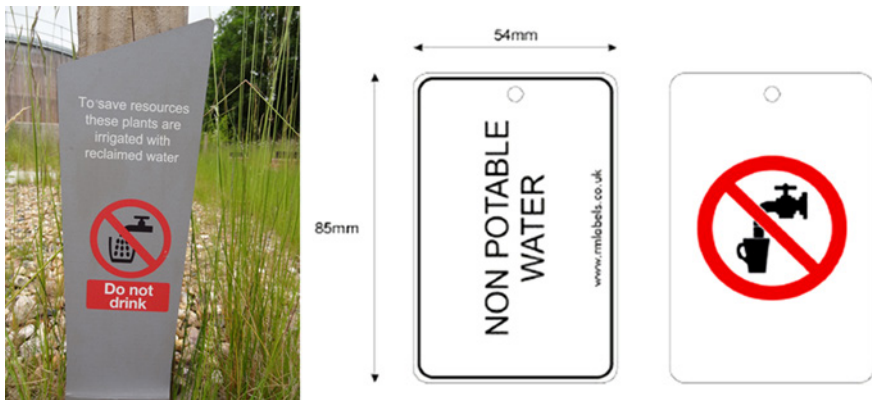 To save resources
these plants are
irrigated with
reclaimed water
Do not
drink
54mm
85mm
NON POTABLE
WATER
www.rmlabels.co.uk